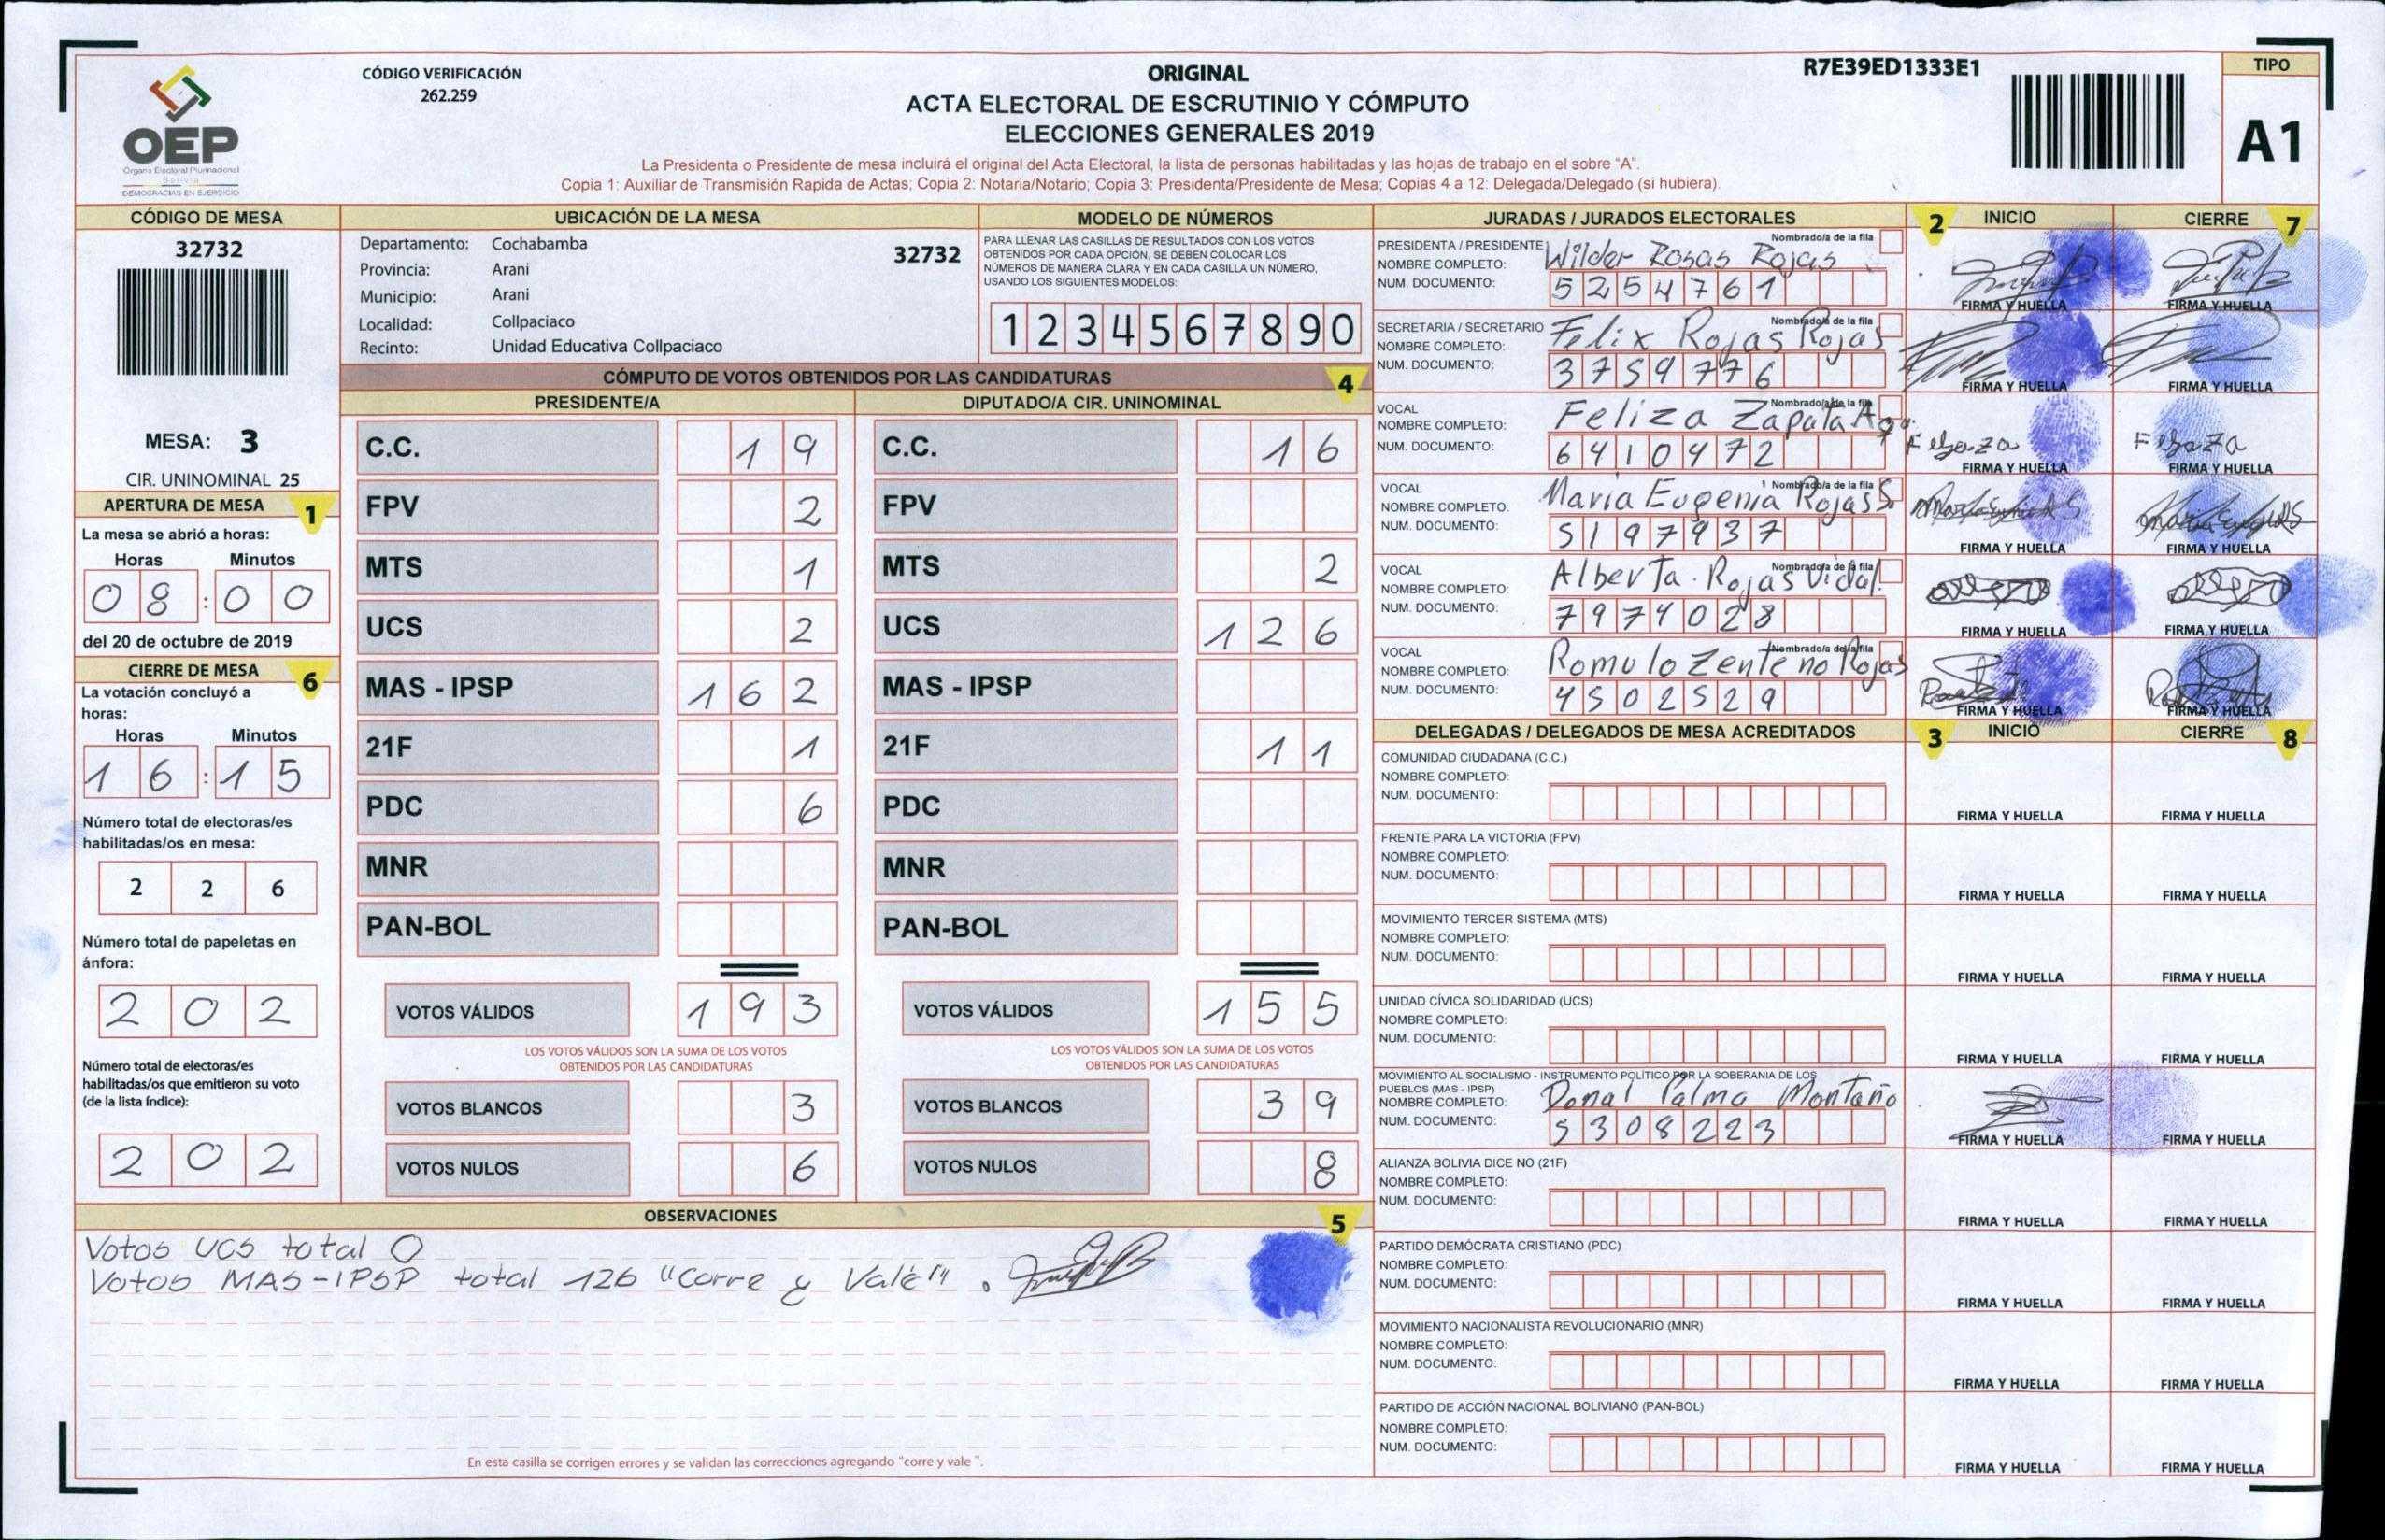 CÓDIGO VERIFICACIÓN
262.259
ORIGINAL
ACTA ELECTORAL DE ESCRUTINIO Y CÓMPUTO
ELECCIONES GENERALES 2019
R7E39ED1333E1
TIPO
A1
OEP
Organo Electoral Plurinacional
Bolivia
DEMOCRACIAS EN EJERCICIO
La Presidenta o Presidente de mesa incluirá el original del Acta Electoral, la lista de personas habilitadas y las hojas de trabajo en el sobre "A".
Copia 1: Auxiliar de Transmisión Rapida de Actas; Copia 2: Notaria/Notario; Copia 3: Presidenta/Presidente de Mesa; Copias 4 a 12: Delegada/Delegado (si hubiera).
CÓDIGO DE MESA
32732
MESA: 3
CIR. UNINOMINAL 25
APERTURA DE MESA 1
La mesa se abrió a horas:
Horas Minutos
08:00
del 20 de octubre de 2019
CIERRE DE MESA 6
La votación concluyó a
horas:
Horas Minutos
16:15
Número total de electoras/es
habilitadas/os en mesa:
226
Número total de papeletas en
ánfora:
202
Número total de electoras/es
habilitadas/os que emitieron su voto
(de la lista índice):
202
UBICACIÓN DE LA MESA
Departamento: Cochabamba 32732
Provincia: Arani
Municipio: Arani
Localidad: Collpaciaco
Recinto: Unidad Educativa Collpaciaco
MODELO DE NÚMEROS
PARA LLENAR LAS CASILLAS DE RESULTADOS CON LOS VOTOS
OBTENIDOS POR CADA OPCIÓN, SE DEBEN COLOCAR LOS
NÚMEROS DE MANERA CLARA Y EN CADA CASILLA UN NÚMERO,
USANDO LOS SIGUIENTES MODELOS:
1234567890
CÓMPUTO DE VOTOS OBTENIDOS POR LAS CANDIDATURAS 4
PRESIDENTE/A
C.C. 19
FPV 2
MTS 1
UCS 2
MAS - IPSP 162
21F 1
PDC 6
MNR
PAN-BOL
VOTOS VÁLIDOS 193
LOS VOTOS VÁLIDOS SON LA SUMA DE LOS VOTOS
OBTENIDOS POR LAS CANDIDATURAS
VOTOS BLANCOS 3
VOTOS NULOS 6
DIPUTADO/A CIR. UNINOMINAL
C.C. 16
FPV
MTS 2
UCS 126
MAS - IPSP
21F 11
PDC
MNR
PAN-BOL
VOTOS VÁLIDOS 155
LOS VOTOS VÁLIDOS SON LA SUMA DE LOS VOTOS
OBTENIDOS POR LAS CANDIDATURAS
VOTOS BLANCOS 39
VOTOS NULOS 8
OBSERVACIONES 5
Votos UCS total 0
Votos MAS-IPSP total 126 "Corre y Vale".
En esta casilla se corrigen errores y se validan las correcciones agregando "corre y vale ".
JURADAS / JURADOS ELECTORALES 2 INICIO CIERRE 7
PRESIDENTA / PRESIDENTE Nombrado/a de la fila
NOMBRE COMPLETO: Wilder Rosas Rojas
NUM. DOCUMENTO: 5254761
FIRMA Y HUELLA FIRMA Y HUELLA
SECRETARIA / SECRETARIO Nombrado/a de la fila
NOMBRE COMPLETO: Felix Rojas Rojas
NUM. DOCUMENTO: 3759776
FIRMA Y HUELLA FIRMA Y HUELLA
VOCAL Nombrado/a de la fila
NOMBRE COMPLETO: Feliza Zapata
NUM. DOCUMENTO: 6410472
FIRMA Y HUELLA FIRMA Y HUELLA
VOCAL Nombrado/a de la fila
NOMBRE COMPLETO: Maria Eugenia Rojas S.
NUM. DOCUMENTO: 5197937
FIRMA Y HUELLA FIRMA Y HUELLA
VOCAL Nombrado/a de la fila
NOMBRE COMPLETO: Alberta Rojas Vidal.
NUM. DOCUMENTO: 7974028
FIRMA Y HUELLA FIRMA Y HUELLA
VOCAL Nombrado/a de la fila
NOMBRE COMPLETO: Romulo Zenteno Rojas
NUM. DOCUMENTO: 4502529
FIRMA Y HUELLA FIRMA Y HUELLA
DELEGADAS / DELEGADOS DE MESA ACREDITADOS 3 INICIO CIERRE 8
COMUNIDAD CIUDADANA (C.C.)
NOMBRE COMPLETO:
NUM. DOCUMENTO:
FIRMA Y HUELLA FIRMA Y HUELLA
FRENTE PARA LA VICTORIA (FPV)
NOMBRE COMPLETO:
NUM. DOCUMENTO:
FIRMA Y HUELLA FIRMA Y HUELLA
MOVIMIENTO TERCER SISTEMA (MTS)
NOMBRE COMPLETO:
NUM. DOCUMENTO:
FIRMA Y HUELLA FIRMA Y HUELLA
UNIDAD CÍVICA SOLIDARIDAD (UCS)
NOMBRE COMPLETO:
NUM. DOCUMENTO:
FIRMA Y HUELLA FIRMA Y HUELLA
MOVIMIENTO AL SOCIALISMO - INSTRUMENTO POLÍTICO POR LA SOBERANIA DE LOS
PUEBLOS (MAS - IPSP)
NOMBRE COMPLETO: Donal Palma Montaño
NUM. DOCUMENTO: 5308223
FIRMA Y HUELLA FIRMA Y HUELLA
ALIANZA BOLIVIA DICE NO (21F)
NOMBRE COMPLETO:
NUM. DOCUMENTO:
FIRMA Y HUELLA FIRMA Y HUELLA
PARTIDO DEMÓCRATA CRISTIANO (PDC)
NOMBRE COMPLETO:
NUM. DOCUMENTO:
FIRMA Y HUELLA FIRMA Y HUELLA
MOVIMIENTO NACIONALISTA REVOLUCIONARIO (MNR)
NOMBRE COMPLETO:
NUM. DOCUMENTO:
FIRMA Y HUELLA FIRMA Y HUELLA
PARTIDO DE ACCIÓN NACIONAL BOLIVIANO (PAN-BOL)
NOMBRE COMPLETO:
NUM. DOCUMENTO:
FIRMA Y HUELLA FIRMA Y HUELLA